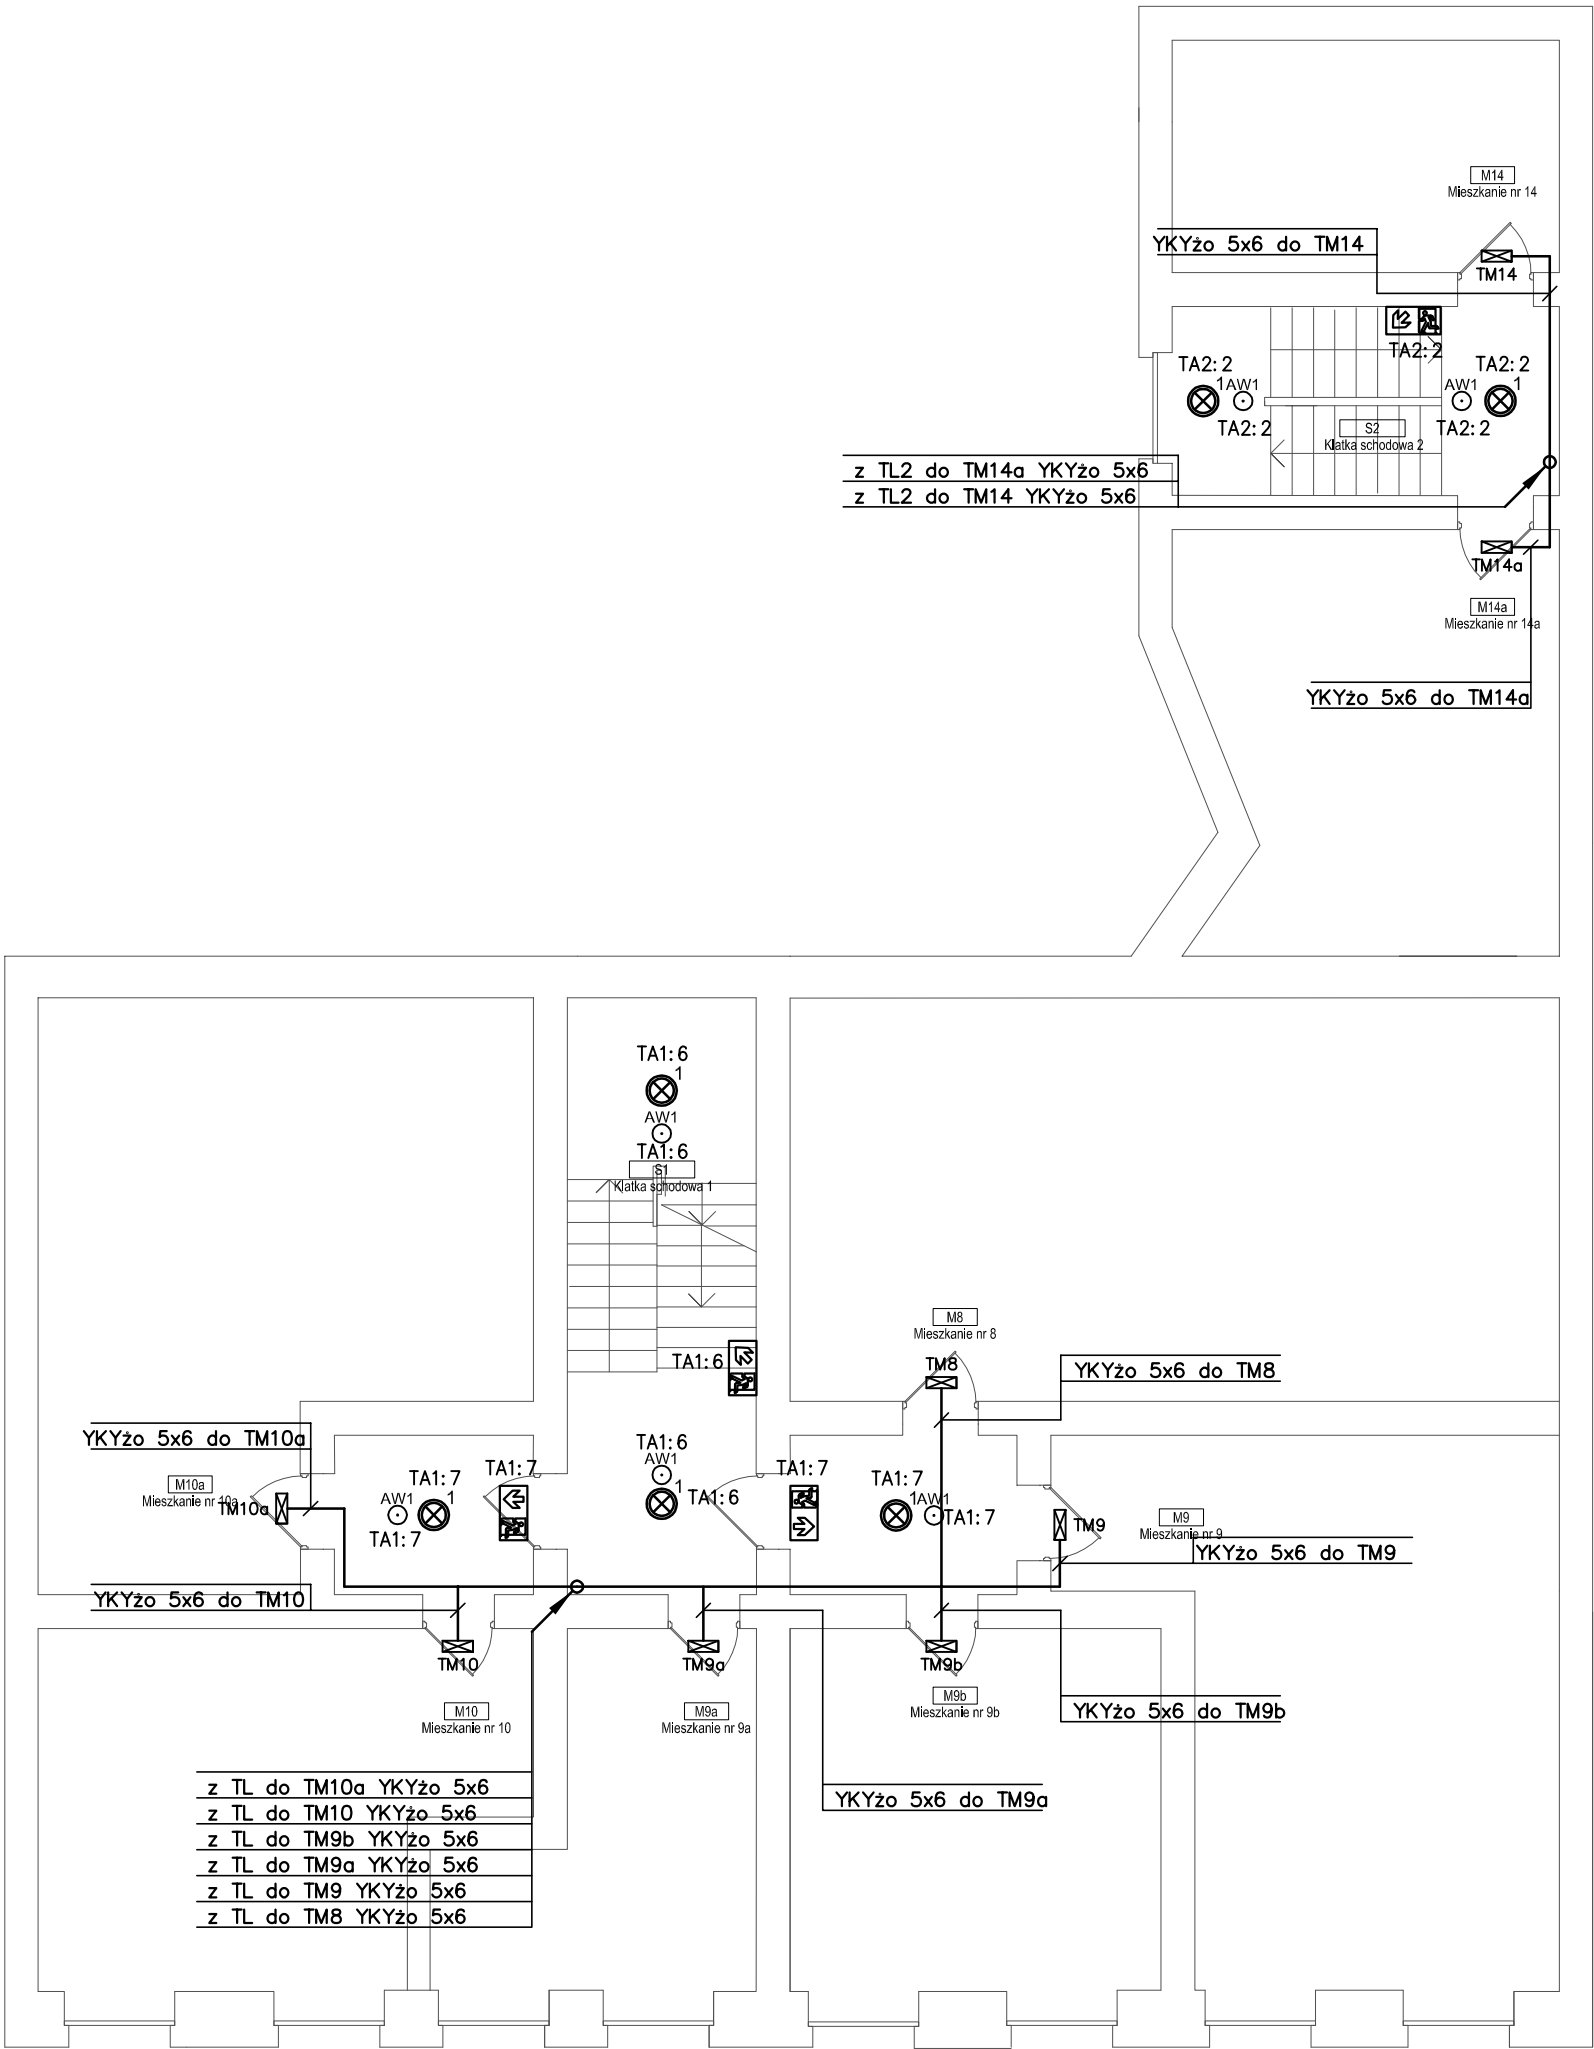 M14
Mieszkanie nr 14
YKYżo 5x6 do TM14
TM14
TA2:2
TA2:2
TA2:2
1
AW1
AW1
1
TA2:2
TA2:2
S2
Klatka schodowa 2
z TL2 do TM14a YKYżo 5x6
z TL2 do TM14 YKYżo 5x6
TM14a
M14a
Mieszkanie nr 14a
YKYżo 5x6 do TM14a
TA1:6
1
AW1
TA1:6
S1
Klatka schodowa 1
M8
Mieszkanie nr 8
TA1:6
TM8
YKYżo 5x6 do TM8
YKYżo 5x6 do TM10a
TA1:6
AW1
1
TA1:6
M10a
Mieszkanie nr 10a
TM10a
TA1:7
AW1
1
TA1:7
TA1:7
TA1:7
TA1:7
1
AW1
TA1:7
TM9
M9
Mieszkanie nr 9
YKYżo 5x6 do TM9
YKYżo 5x6 do TM10
TM10
TM9a
TM9b
M10
Mieszkanie nr 10
M9a
Mieszkanie nr 9a
M9b
Mieszkanie nr 9b
YKYżo 5x6 do TM9b
z TL do TM10a YKYżo 5x6
z TL do TM10 YKYżo 5x6
z TL do TM9b YKYżo 5x6
z TL do TM9a YKYżo 5x6
z TL do TM9 YKYżo 5x6
z TL do TM8 YKYżo 5x6
YKYżo 5x6 do TM9a